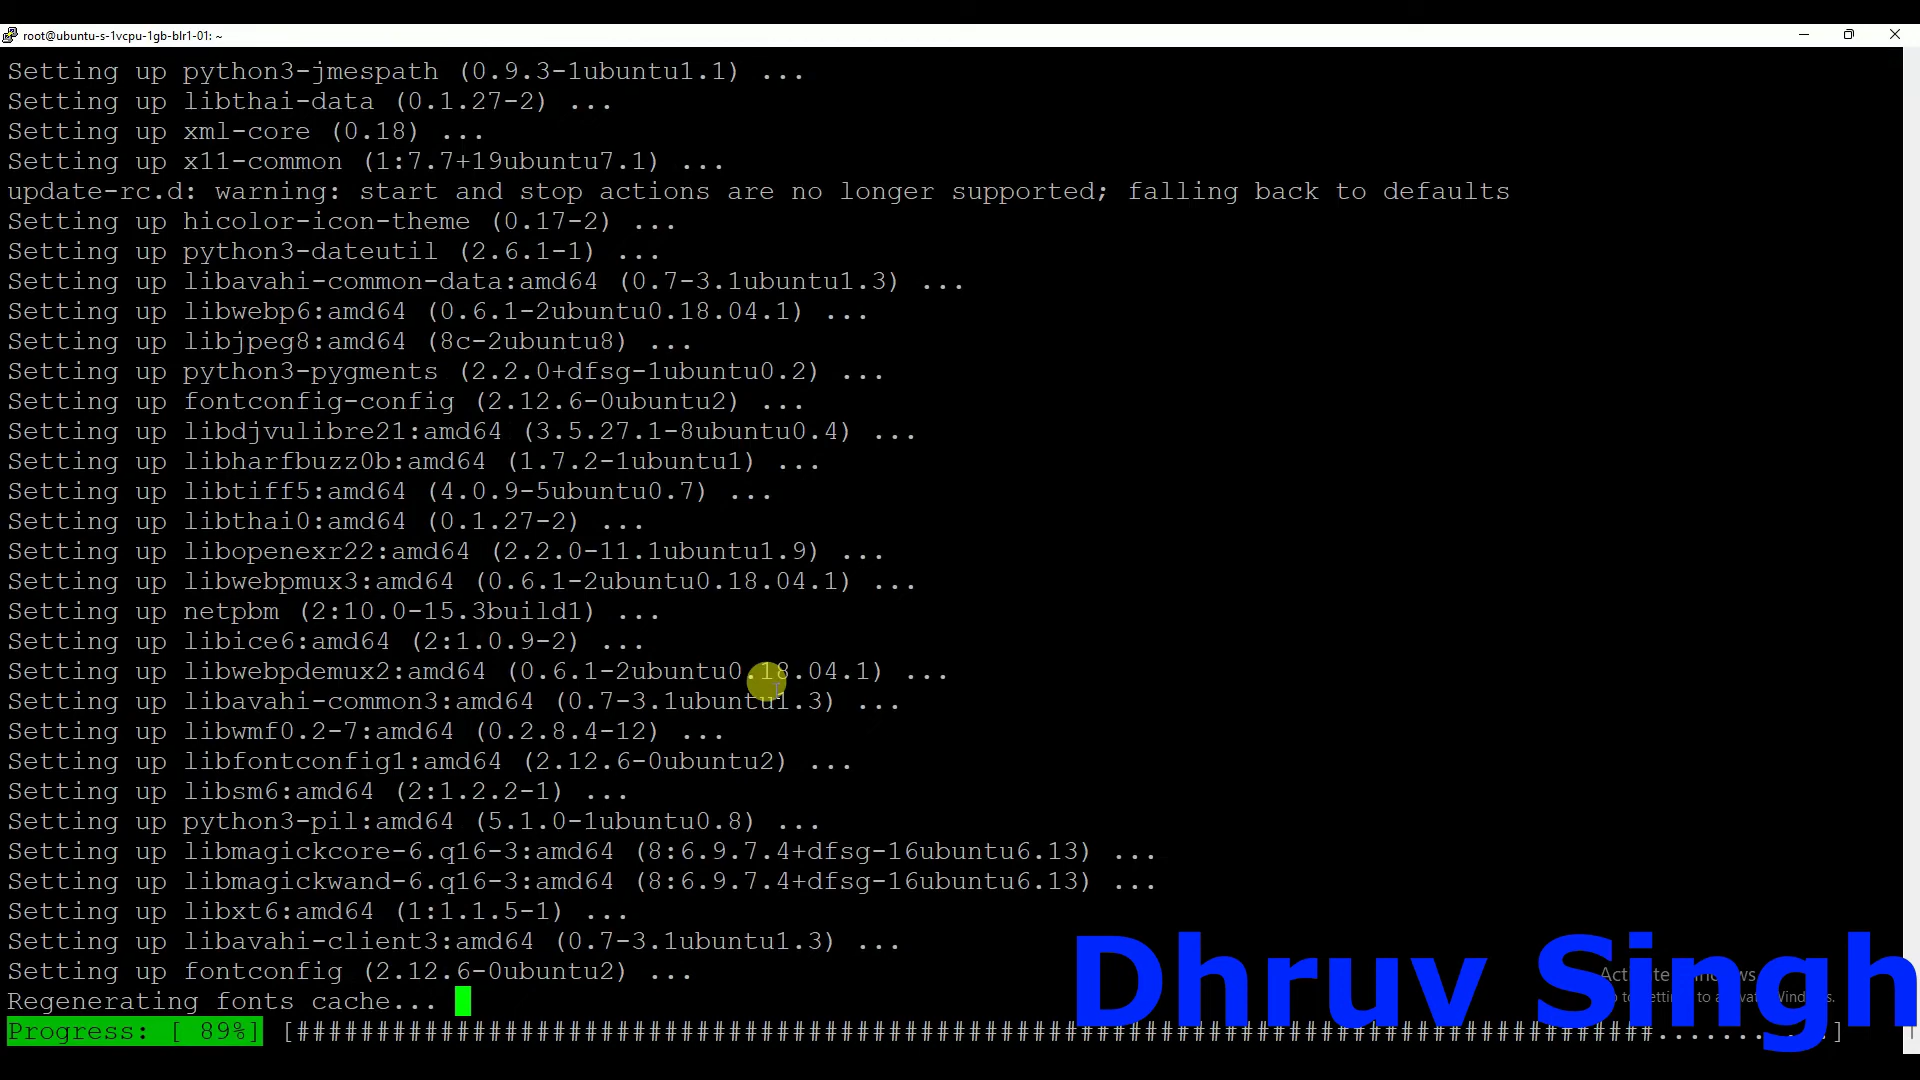 root@ubuntu-s-1vcpu-1gb-blr1-01: ~
Setting up python3-jmespath (0.9.3-1ubuntu1.1) ...
Setting up libthai-data (0.1.27-2) ...
Setting up xml-core (0.18) ...
Setting up x11-common (1:7.7+19ubuntu7.1) ...
update-rc.d: warning: start and stop actions are no longer supported; falling back to defaults
Setting up hicolor-icon-theme (0.17-2) ...
Setting up python3-dateutil (2.6.1-1) ...
Setting up libavahi-common-data:amd64 (0.7-3.1ubuntu1.3) ...
Setting up libwebp6:amd64 (0.6.1-2ubuntu0.18.04.1) ...
Setting up libjpeg8:amd64 (8c-2ubuntu8) ...
Setting up python3-pygments (2.2.0+dfsg-1ubuntu0.2) ...
Setting up fontconfig-config (2.12.6-0ubuntu2) ...
Setting up libdjvulibre21:amd64 (3.5.27.1-8ubuntu0.4) ...
Setting up libharfbuzz0b:amd64 (1.7.2-1ubuntu1) ...
Setting up libtiff5:amd64 (4.0.9-5ubuntu0.7) ...
Setting up libthai0:amd64 (0.1.27-2) ...
Setting up libopenexr22:amd64 (2.2.0-11.1ubuntu1.9) ...
Setting up libwebpmux3:amd64 (0.6.1-2ubuntu0.18.04.1) ...
Setting up netpbm (2:10.0-15.3build1) ...
Setting up libice6:amd64 (2:1.0.9-2) ...
Setting up libwebpdemux2:amd64 (0.6.1-2ubuntu0.18.04.1) ...
Setting up libavahi-common3:amd64 (0.7-3.1ubuntu1.3) ...
Setting up libwmf0.2-7:amd64 (0.2.8.4-12) ...
Setting up libfontconfig1:amd64 (2.12.6-0ubuntu2) ...
Setting up libsm6:amd64 (2:1.2.2-1) ...
Setting up python3-pil:amd64 (5.1.0-1ubuntu0.8) ...
Setting up libmagickcore-6.q16-3:amd64 (8:6.9.7.4+dfsg-16ubuntu6.13) ...
Setting up libmagickwand-6.q16-3:amd64 (8:6.9.7.4+dfsg-16ubuntu6.13) ...
Setting up libxt6:amd64 (1:1.1.5-1) ...
Setting up libavahi-client3:amd64 (0.7-3.1ubuntu1.3) ...
Setting up fontconfig (2.12.6-0ubuntu2) ...
Regenerating fonts cache...
Progress: [ 89%]
Dhruv Singh